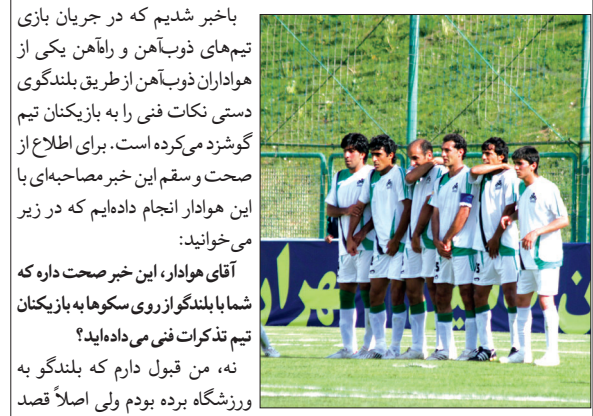 باخبر شدیم که در جریان بازی
تیم‌های ذوب‌آهن و راه‌آهن یکی از
هواداران ذوب‌آهن از طریق بلندگوی
دستی نکات فنی را به بازیکنان تیم
گوشزد می‌کرده است. برای اطلاع از
صحت و سقم این خبر مصاحبه‌ای با
این هوادار انجام داده‌ایم که در زیر
می‌خوانید:
آقای هوادار، این خبر صحت داره که
شما با بلندگو از روی سکوها به بازیکنان
تیم تذکرات فنی می‌داده‌اید؟
نه، من قبول دارم که بلندگو به
ورزشگاه برده بودم ولی اصلاً قصد